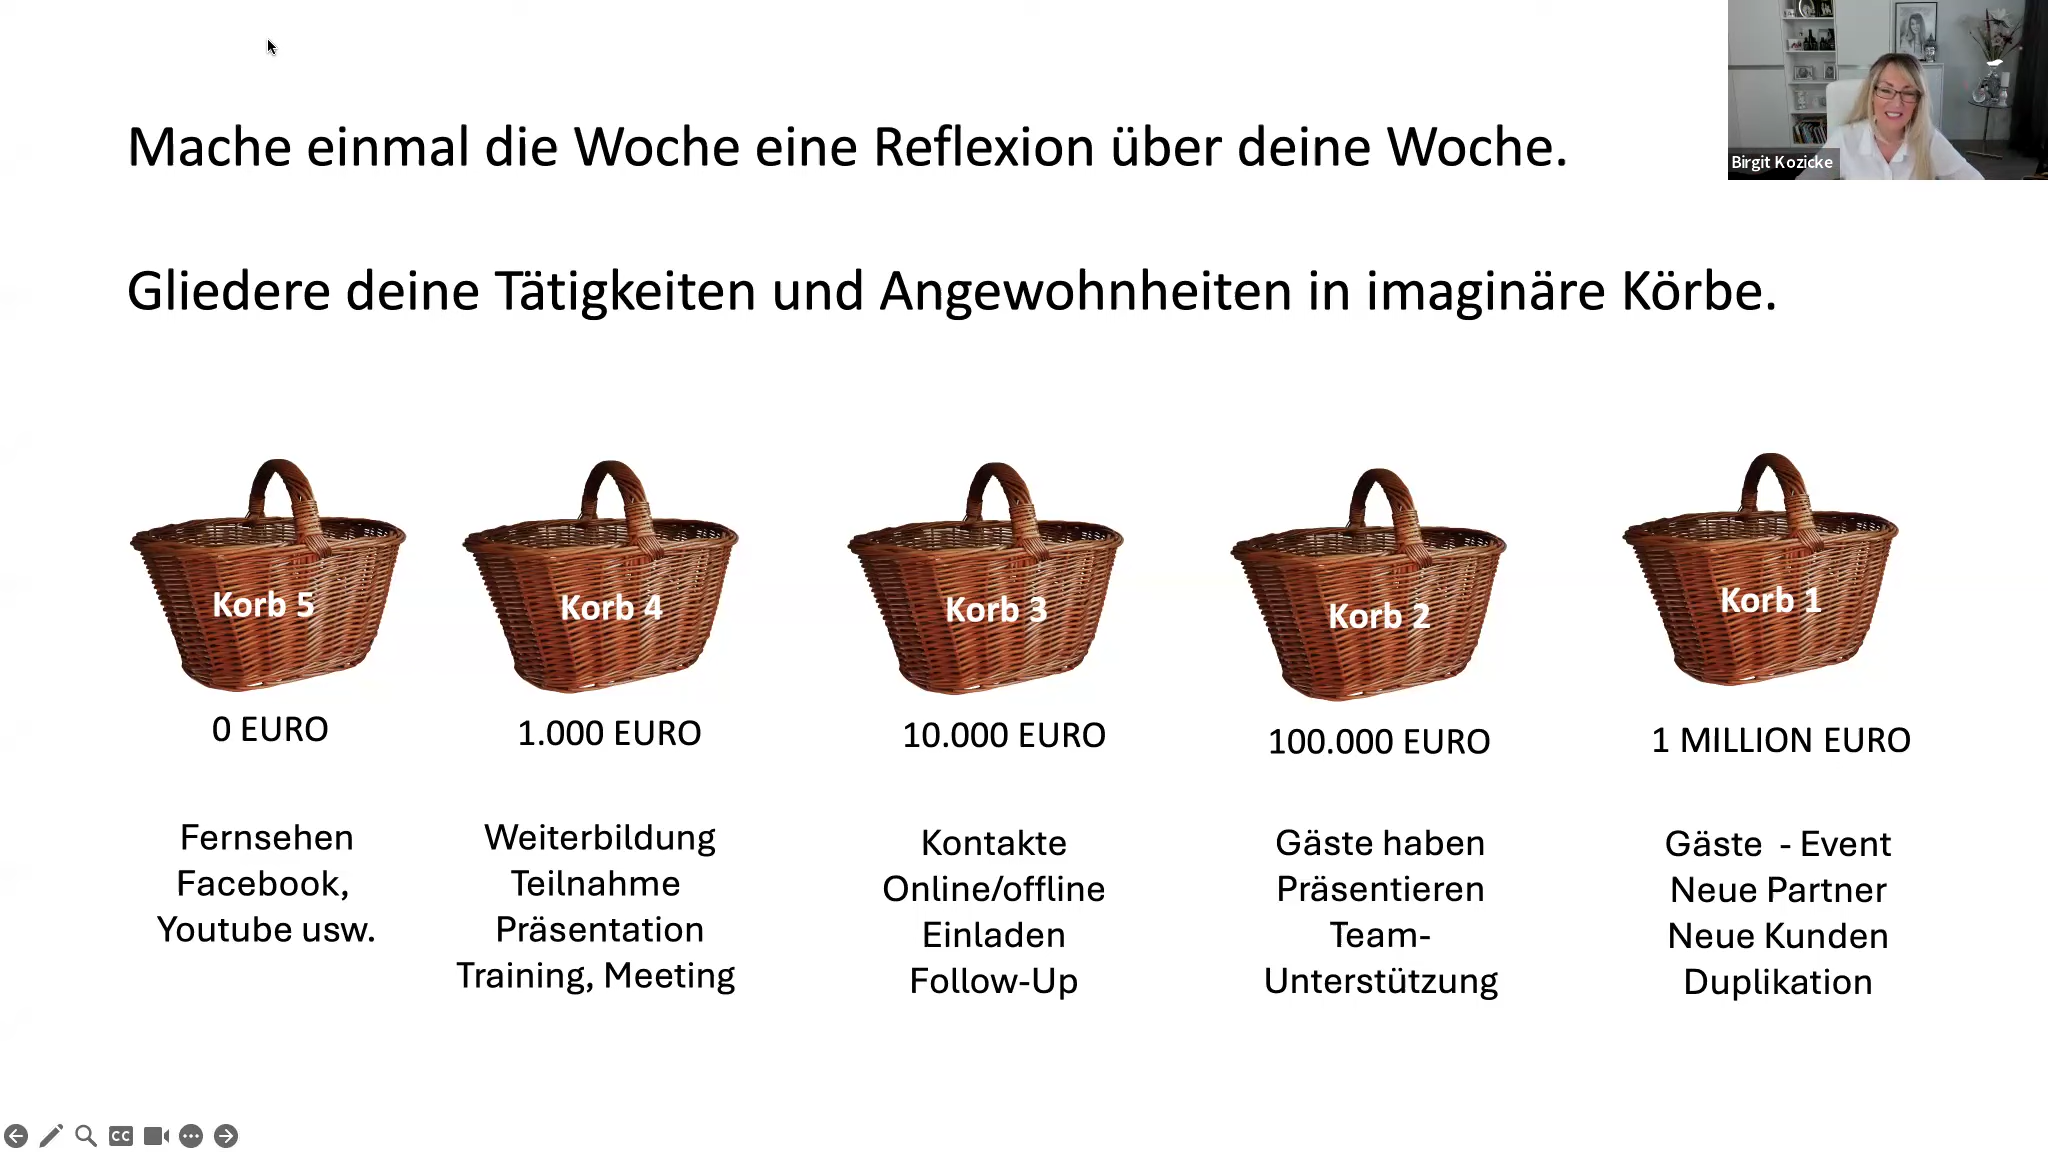 Mache einmal die Woche eine Reflexion über deine Woche.
Birgit Kozicke
Gliedere deine Tätigkeiten und Angewohnheiten in imaginäre Körbe.
Korb 5
0 EURO
Fernsehen
Facebook,
Youtube usw.
Korb 4
1.000 EURO
Weiterbildung
Teilnahme
Präsentation
Training, Meeting
Korb 3
10.000 EURO
Kontakte
Online/offline
Einladen
Follow-Up
Korb 2
100.000 EURO
Gäste haben
Präsentieren
Team-
Unterstützung
Korb 1
1 MILLION EURO
Gäste - Event
Neue Partner
Neue Kunden
Duplikation
CC